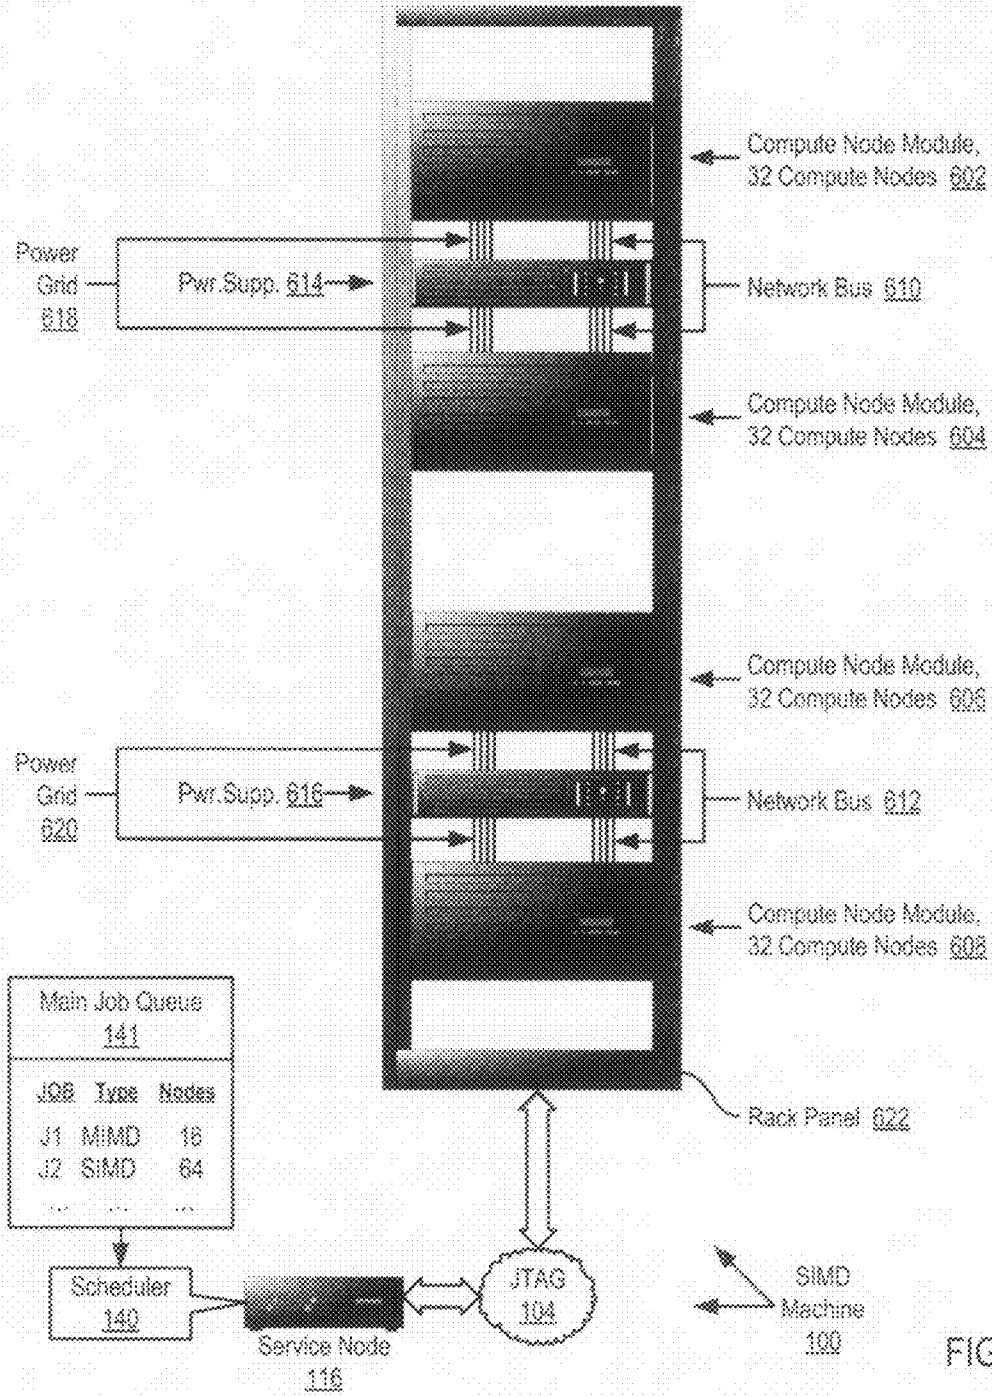 Compute Node Module,
32 Compute Nodes 602
Power
Grid
618
Pwr.Supp. 614
Network Bus 610
Compute Node Module,
32 Compute Nodes 604
Compute Node Module,
32 Compute Nodes 606
Power
Grid
620
Pwr.Supp. 616
Network Bus 612
Compute Node Module,
32 Compute Nodes 608
Main Job Queue
141
JOB Type Nodes
J1 MIMD 16
J2 SIMD 64
... ... ...
Rack Panel 622
Scheduler
140
Service Node
116
JTAG
104
SIMD
Machine
100
FIG